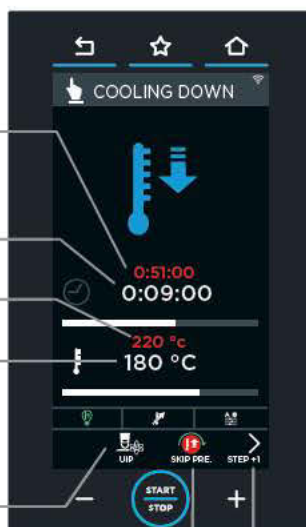 COOLING DOWN
0:51:00
0:09:00
220 °c
180 °C
UIP
SKIP PRE.
STEP +1
START
STOP